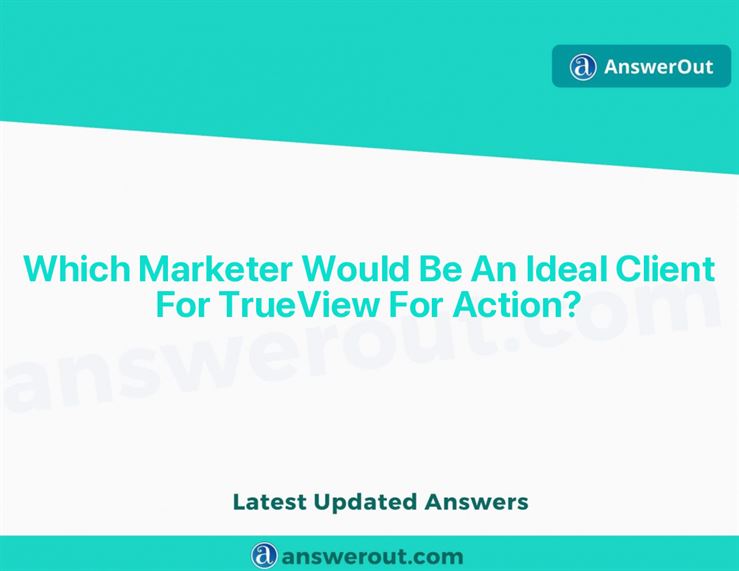 AnswerOut
Which Marketer Would Be An Ideal Client
For TrueView For Action?
answerout.com
Latest Updated Answers
answerout.com